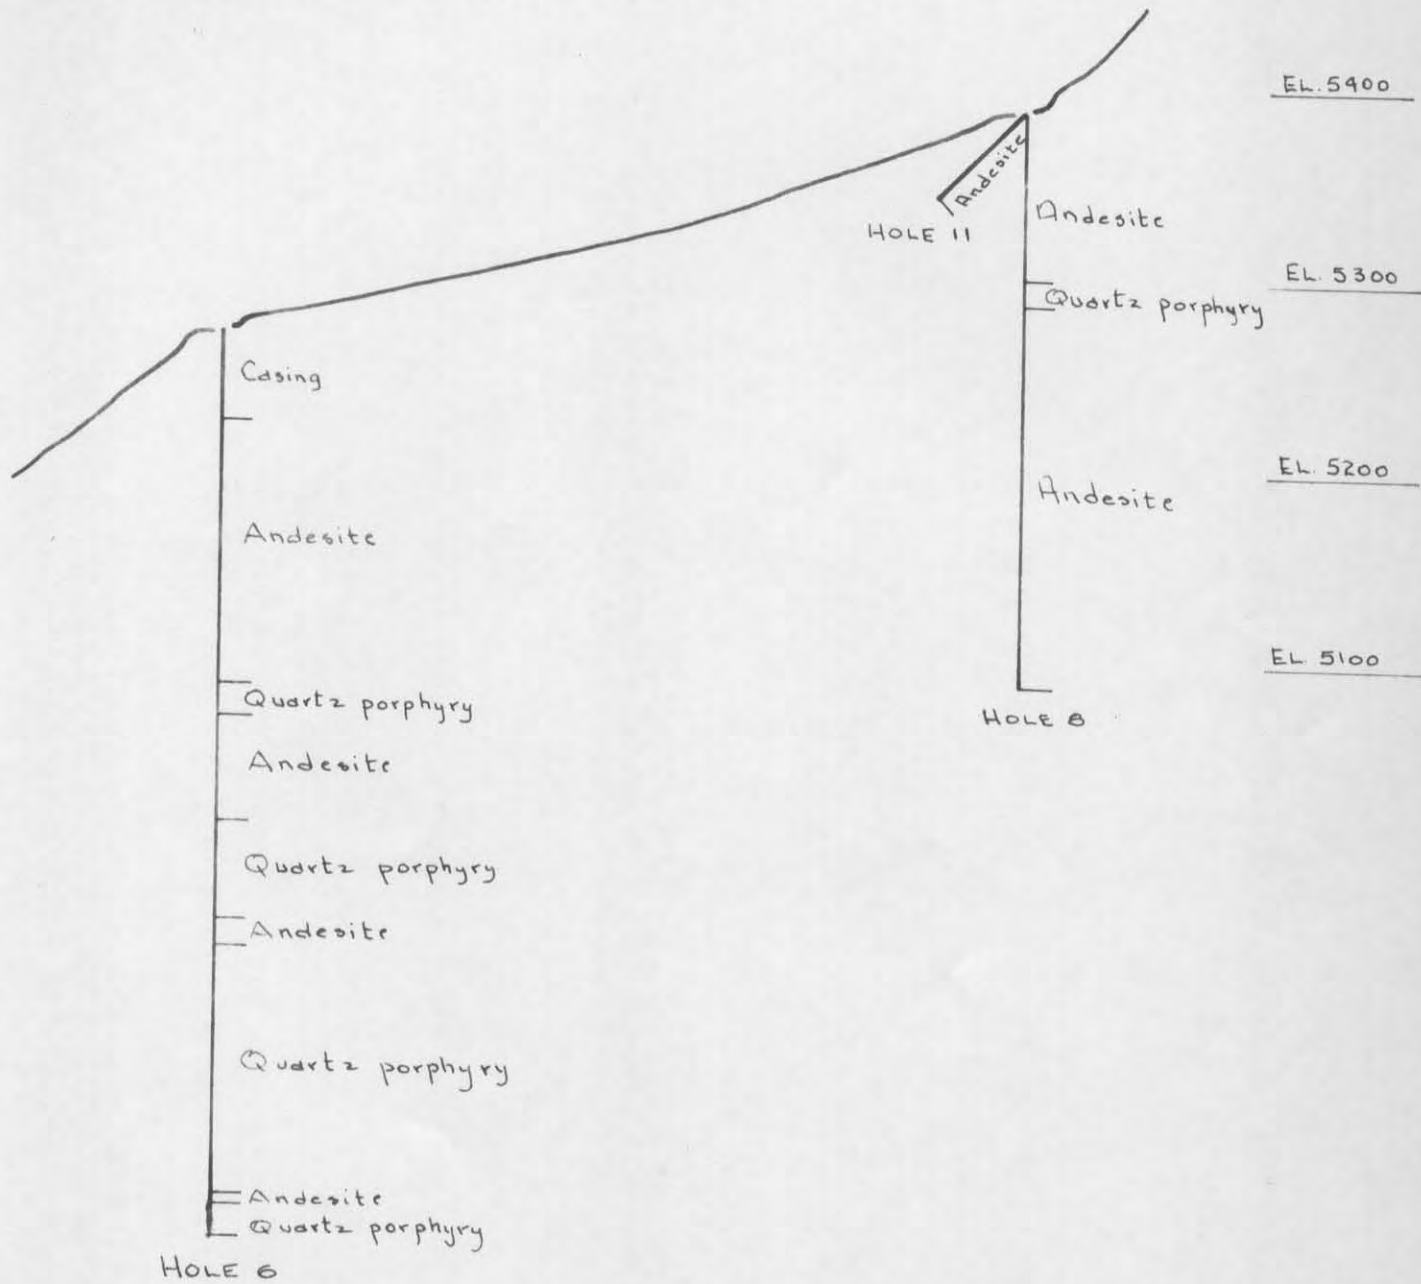 EL. 5400
Andesite
Andesite
HOLE 11
EL. 5300
Quartz porphyry
Casing
EL. 5200
Andesite
Andesite
EL. 5100
Quartz porphyry
HOLE 8
Andesite
Quartz porphyry
Andesite
Quartz porphyry
Andesite
Quartz porphyry
HOLE 6